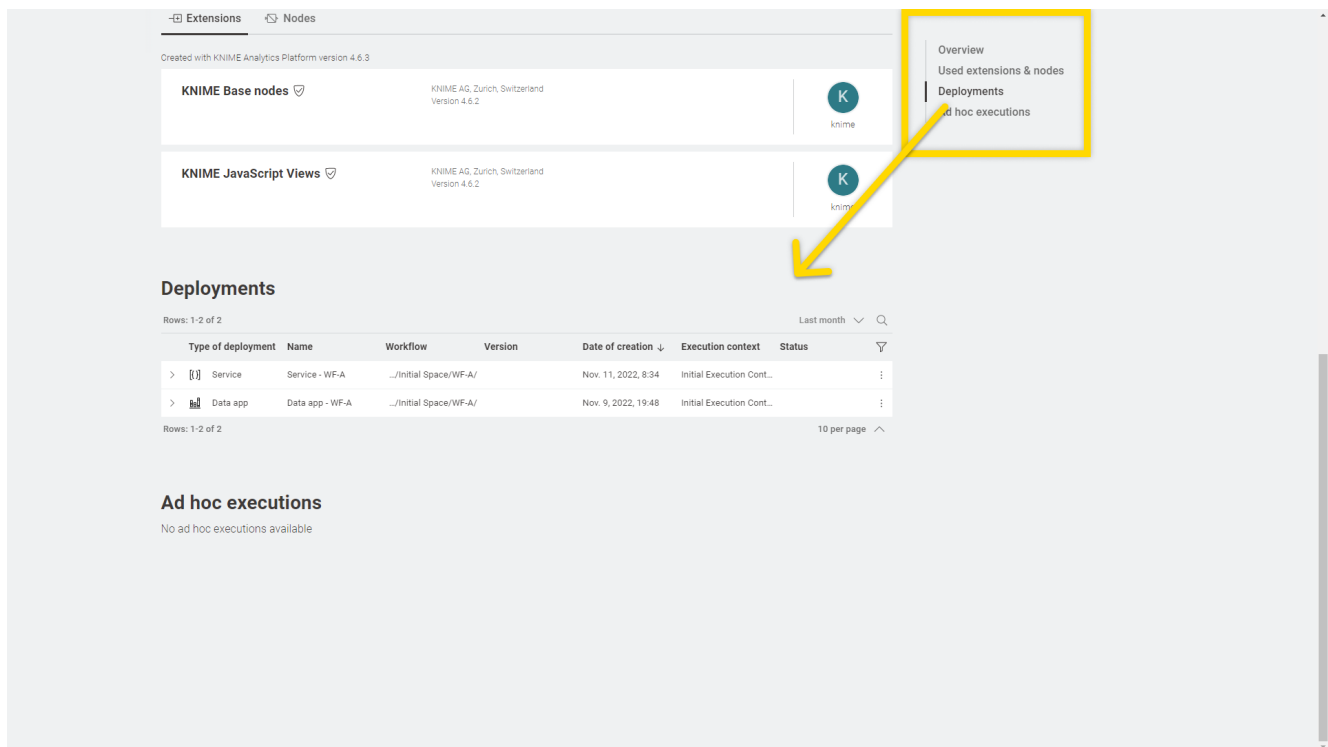 Extensions Nodes
Created with KNIME Analytics Platform version 4.6.3
KNIME Base nodes
KNIME AG, Zurich, Switzerland
Version 4.6.2
K
knime
KNIME JavaScript Views
KNIME AG, Zurich, Switzerland
Version 4.6.2
K
knime
Overview
Used extensions & nodes
Deployments
Ad hoc executions
Deployments
Rows: 1-2 of 2 Last month
Type of deployment Name Workflow Version Date of creation ↓ Execution context Status
[()] Service Service - WF-A .../Initial Space/WF-A/ Nov. 11, 2022, 8:34 Initial Execution Cont...
Data app Data app - WF-A .../Initial Space/WF-A/ Nov. 9, 2022, 19:48 Initial Execution Cont...
Rows: 1-2 of 2 10 per page
Ad hoc executions
No ad hoc executions available